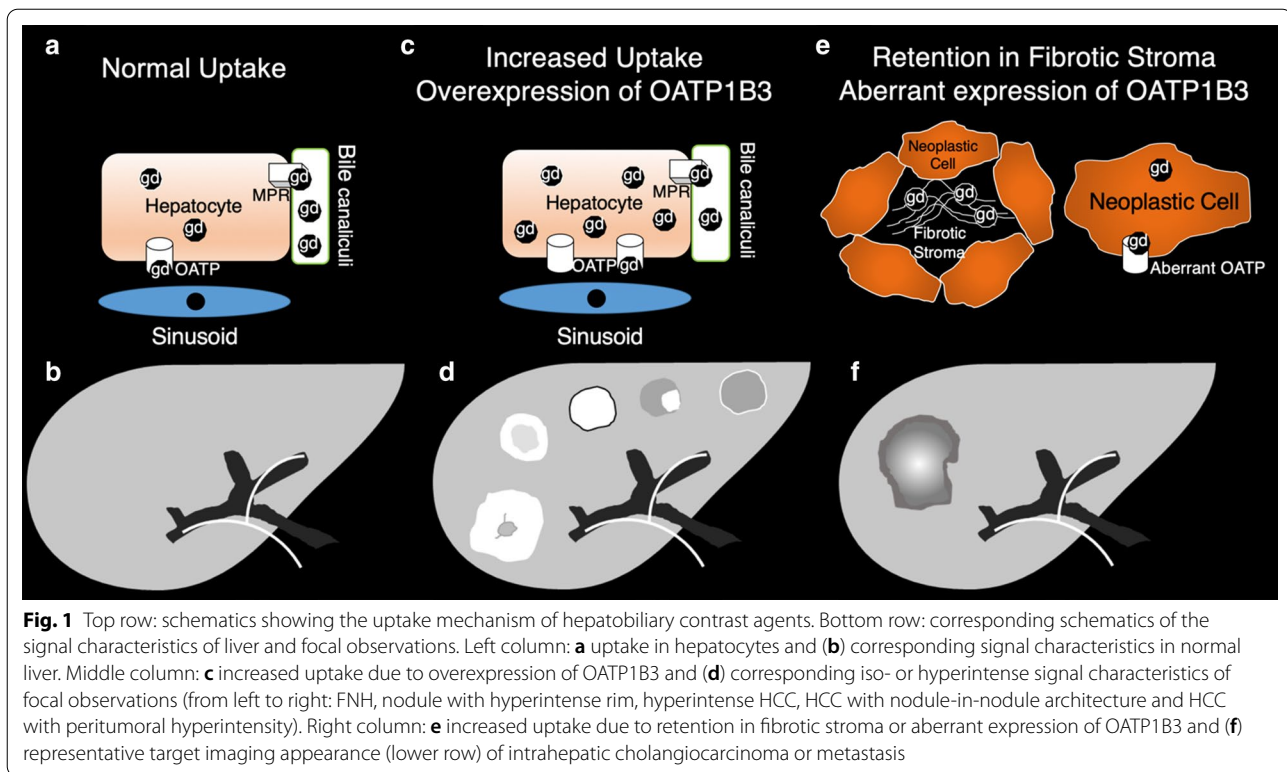 a
Normal Uptake
gd
gd
MPR
Hepatocyte
gd
gd
gd
gd
OATP
Bile canaliculi
Sinusoid
b
c
Increased Uptake
Overexpression of OATP1B3
gd
gd
gd
MPR
Hepatocyte
gd
gd
gd
gd
OATP
gd
Bile canaliculi
Sinusoid
d
e
Retention in Fibrotic Stroma
Aberrant expression of OATP1B3
Neoplastic
Cell
gd
gd
gd
Fibrotic
Stroma
gd
Neoplastic Cell
gd
Aberrant OATP
f
Fig. 1 Top row: schematics showing the uptake mechanism of hepatobiliary contrast agents. Bottom row: corresponding schematics of the
signal characteristics of liver and focal observations. Left column: a uptake in hepatocytes and (b) corresponding signal characteristics in normal
liver. Middle column: c increased uptake due to overexpression of OATP1B3 and (d) corresponding iso- or hyperintense signal characteristics of
focal observations (from left to right: FNH, nodule with hyperintense rim, hyperintense HCC, HCC with nodule-in-nodule architecture and HCC
with peritumoral hyperintensity). Right column: e increased uptake due to retention in fibrotic stroma or aberrant expression of OATP1B3 and (f)
representative target imaging appearance (lower row) of intrahepatic cholangiocarcinoma or metastasis